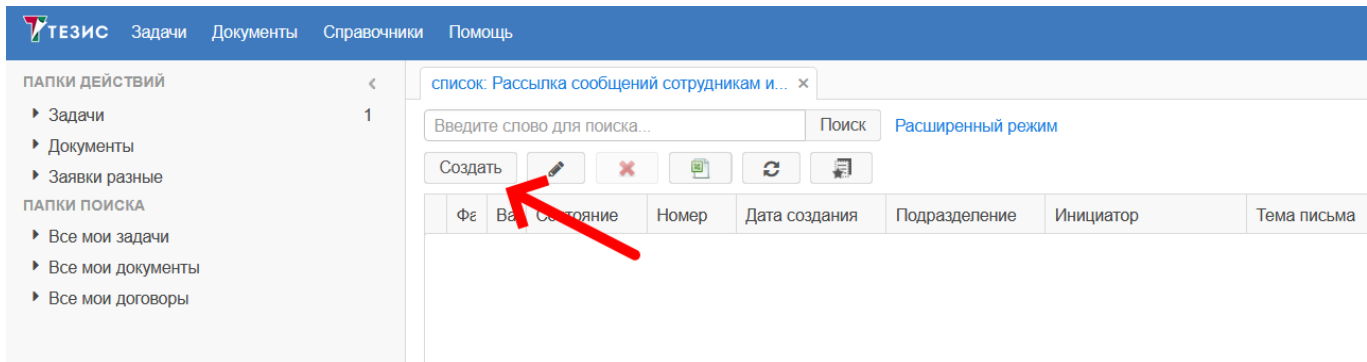 ТЕЗИС Задачи Документы Справочники Помощь
ПАПКИ ДЕЙСТВИЙ
Задачи 1
Документы
Заявки разные
ПАПКИ ПОИСКА
Все мои задачи
Все мои документы
Все мои договоры
список: Рассылка сообщений сотрудникам и...
Введите слово для поиска... Поиск Расширенный режим
Создать
Фа Ва Состояние Номер Дата создания Подразделение Инициатор Тема письма